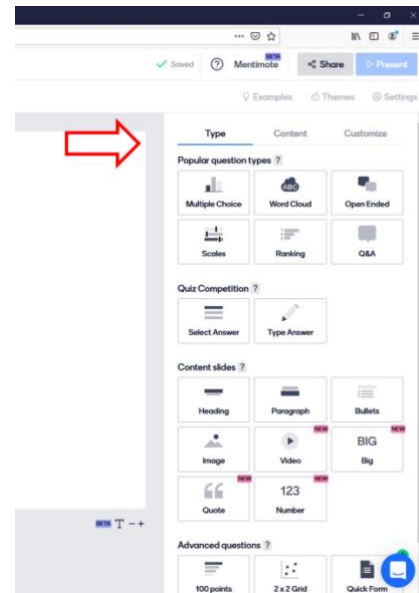 Saved ? Mentimote BETA Share Present
Examples Themes Settings
Type Content Customize
Popular question types ?
Multiple Choice Word Cloud Open Ended
Scales Ranking Q&A
Quiz Competition ?
Select Answer Type Answer
Content slides ?
Heading Paragraph Bullets
NEW NEW
BIG
Image Video Big
NEW NEW
123
Quote Number
BETA T - +
Advanced questions ?
100 points 2 x 2 Grid Quick Form